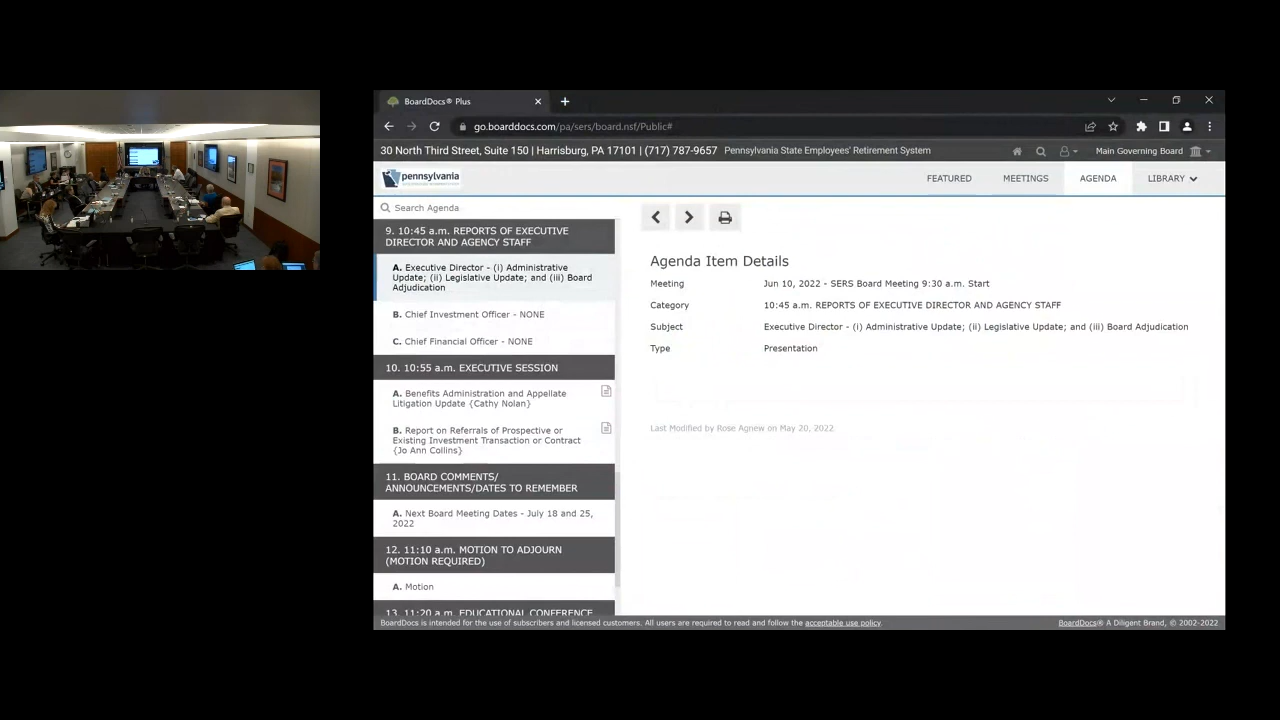 BoardDocs® Plus
go.boarddocs.com/pa/sers/board.nsf/Public#
30 North Third Street, Suite 150 | Harrisburg, PA 17101 | (717) 787-9657 Pennsylvania State Employees' Retirement System
Main Governing Board
pennsylvania
FEATURED MEETINGS AGENDA LIBRARY
Search Agenda
9. 10:45 a.m. REPORTS OF EXECUTIVE
DIRECTOR AND AGENCY STAFF
A. Executive Director - (i) Administrative
Update; (ii) Legislative Update; and (iii) Board
Adjudication
B. Chief Investment Officer - NONE
C. Chief Financial Officer - NONE
10. 10:55 a.m. EXECUTIVE SESSION
A. Benefits Administration and Appellate
Litigation Update {Cathy Nolan}
B. Report on Referrals of Prospective or
Existing Investment Transaction or Contract
{Jo Ann Collins}
11. BOARD COMMENTS/
ANNOUNCEMENTS/DATES TO REMEMBER
A. Next Board Meeting Dates - July 18 and 25,
2022
12. 11:10 a.m. MOTION TO ADJOURN
(MOTION REQUIRED)
A. Motion
13. 11:20 a.m. EDUCATIONAL CONFERENCE
Agenda Item Details
Meeting Jun 10, 2022 - SERS Board Meeting 9:30 a.m. Start
Category 10:45 a.m. REPORTS OF EXECUTIVE DIRECTOR AND AGENCY STAFF
Subject Executive Director - (i) Administrative Update; (ii) Legislative Update; and (iii) Board Adjudication
Type Presentation
Last Modified by Rose Agnew on May 20, 2022
BoardDocs is intended for the use of subscribers and licensed customers. All users are required to read and follow the acceptable use policy.
BoardDocs® A Diligent Brand, © 2002-2022